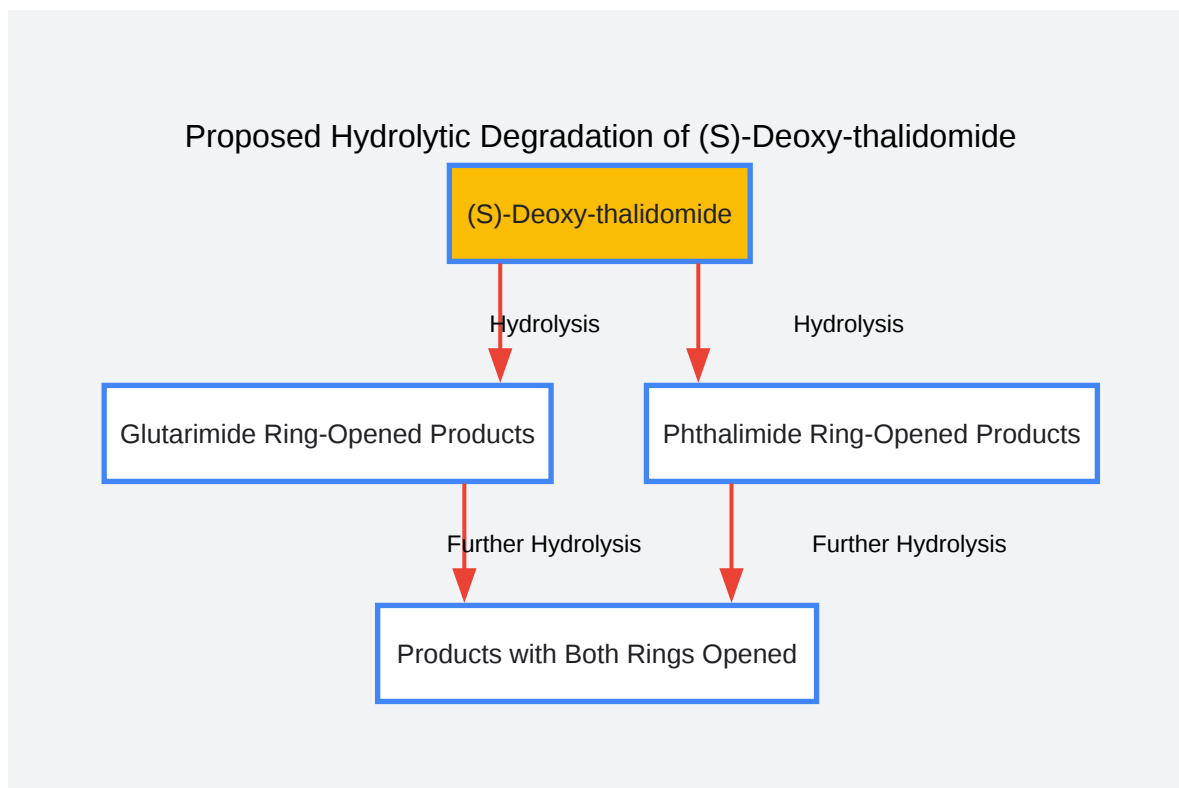 Proposed Hydrolytic Degradation of (S)-Deoxy-thalidomide
(S)-Deoxy-thalidomide
Hydrolysis
Hydrolysis
Glutarimide Ring-Opened Products
Phthalimide Ring-Opened Products
Further Hydrolysis
Further Hydrolysis
Products with Both Rings Opened